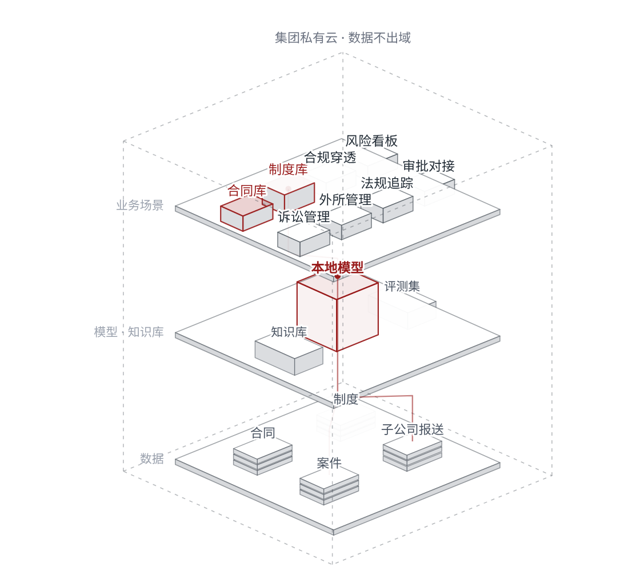 集团私有云 · 数据不出域
风险看板
合规穿透
审批对接
制度库
法规追踪
合同库
外所管理
业务场景
诉讼管理
本地模型
评测集
模型 · 知识库
知识库
制度
子公司报送
合同
数据
案件